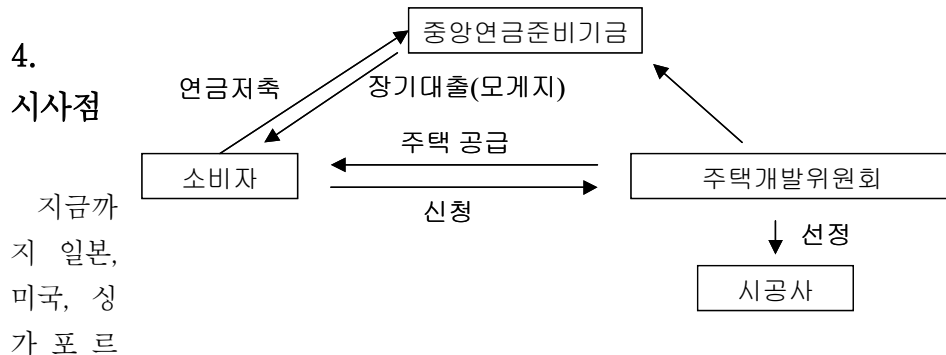 중앙연금준비기금
4.
시사점
연금저축
장기대출(모게지)
주택 공급
소비자
주택개발위원회
신청
선정
시공사
지금까
지 일본,
미국, 싱
가 포 르